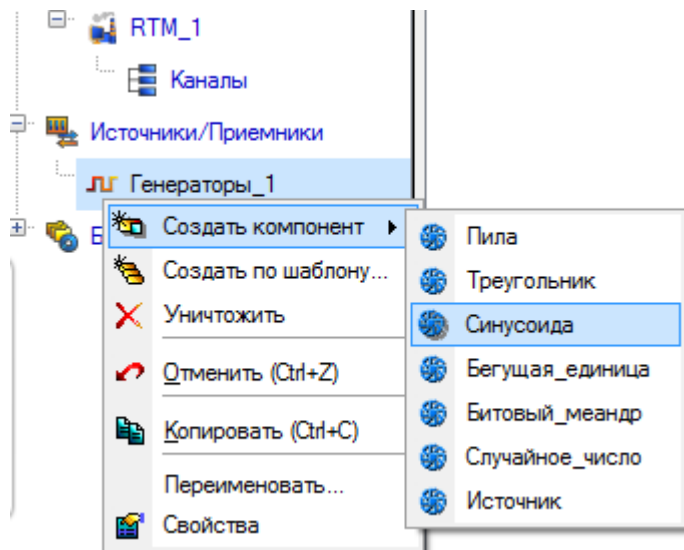 RTM_1
Каналы
Источники/Приемники
Генераторы_1
Б
Создать компонент
Создать по шаблону...
Уничтожить
Отменить (Ctrl+Z)
Копировать (Ctrl+C)
Переименовать...
Свойства
Пила
Треугольник
Синусоида
Бегущая_единица
Битовый_меандр
Случайное_число
Источник